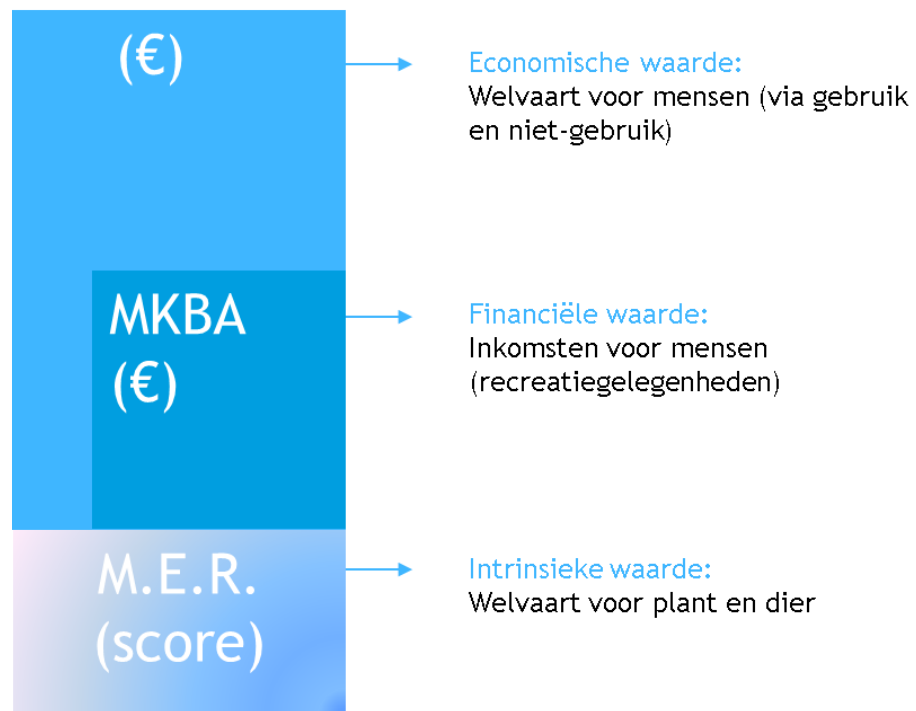 (€)
Economische waarde:
Welvaart voor mensen (via gebruik
en niet-gebruik)
MKBA
(€)
Financiële waarde:
Inkomsten voor mensen
(recreatiegelegenheden)
M.E.R.
(score)
Intrinsieke waarde:
Welvaart voor plant en dier